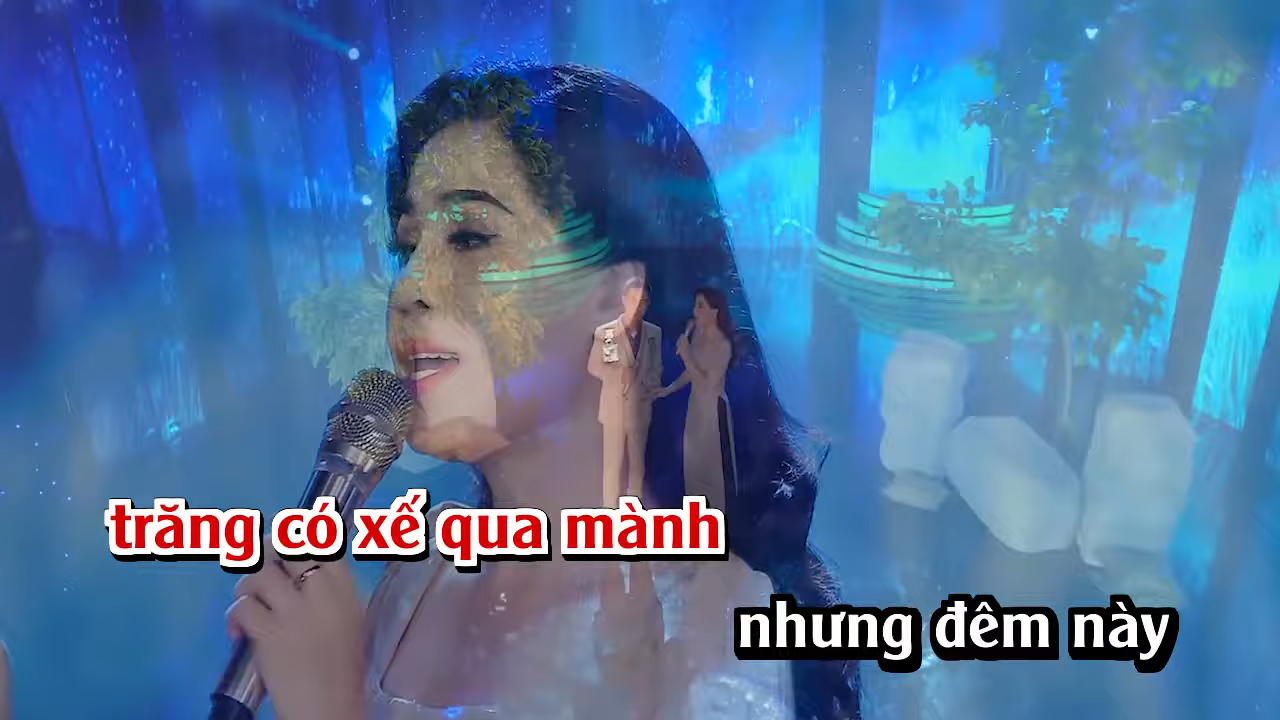 trăng có xế qua mành
nhưng đêm này